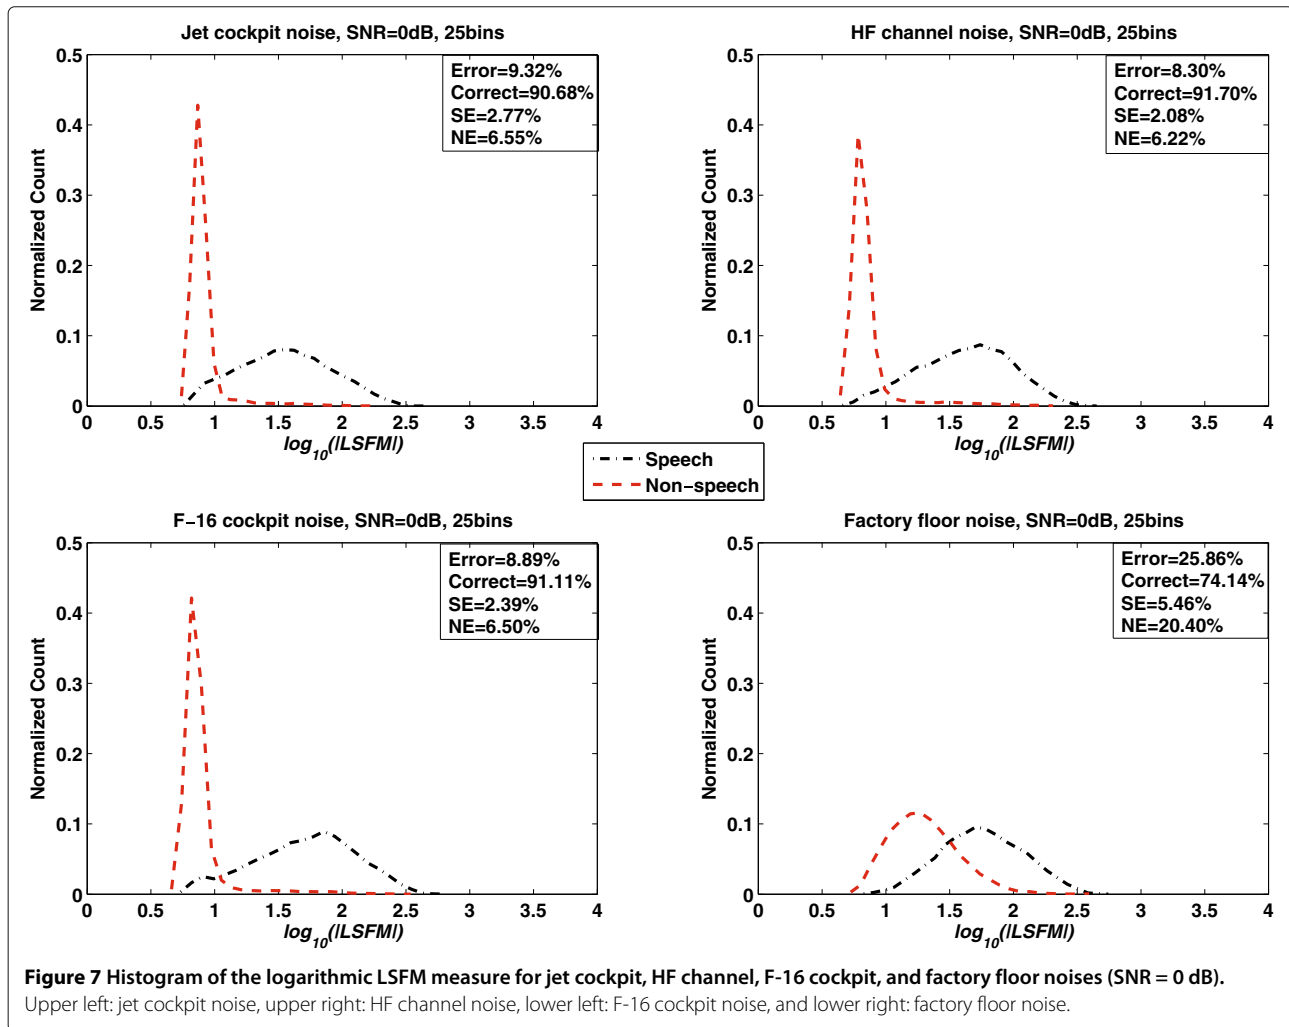 Jet cockpit noise, SNR=0dB, 25bins
0.5
0.4
0.3
0.2
0.1
0
Normalized Count
Error=9.32%
Correct=90.68%
SE=2.77%
NE=6.55%
0 0.5 1 1.5 2 2.5 3 3.5 4
log10(|LSFM|)
HF channel noise, SNR=0dB, 25bins
0.5
0.4
0.3
0.2
0.1
0
Normalized Count
Error=8.30%
Correct=91.70%
SE=2.08%
NE=6.22%
0 0.5 1 1.5 2 2.5 3 3.5 4
log10(|LSFM|)
Speech
Non-speech
F-16 cockpit noise, SNR=0dB, 25bins
0.5
0.4
0.3
0.2
0.1
0
Normalized Count
Error=8.89%
Correct=91.11%
SE=2.39%
NE=6.50%
0 0.5 1 1.5 2 2.5 3 3.5 4
log10(|LSFM|)
Factory floor noise, SNR=0dB, 25bins
0.5
0.4
0.3
0.2
0.1
0
Normalized Count
Error=25.86%
Correct=74.14%
SE=5.46%
NE=20.40%
0 0.5 1 1.5 2 2.5 3 3.5 4
log10(|LSFM|)
Figure 7 Histogram of the logarithmic LSFM measure for jet cockpit, HF channel, F-16 cockpit, and factory floor noises (SNR = 0 dB).
Upper left: jet cockpit noise, upper right: HF channel noise, lower left: F-16 cockpit noise, and lower right: factory floor noise.